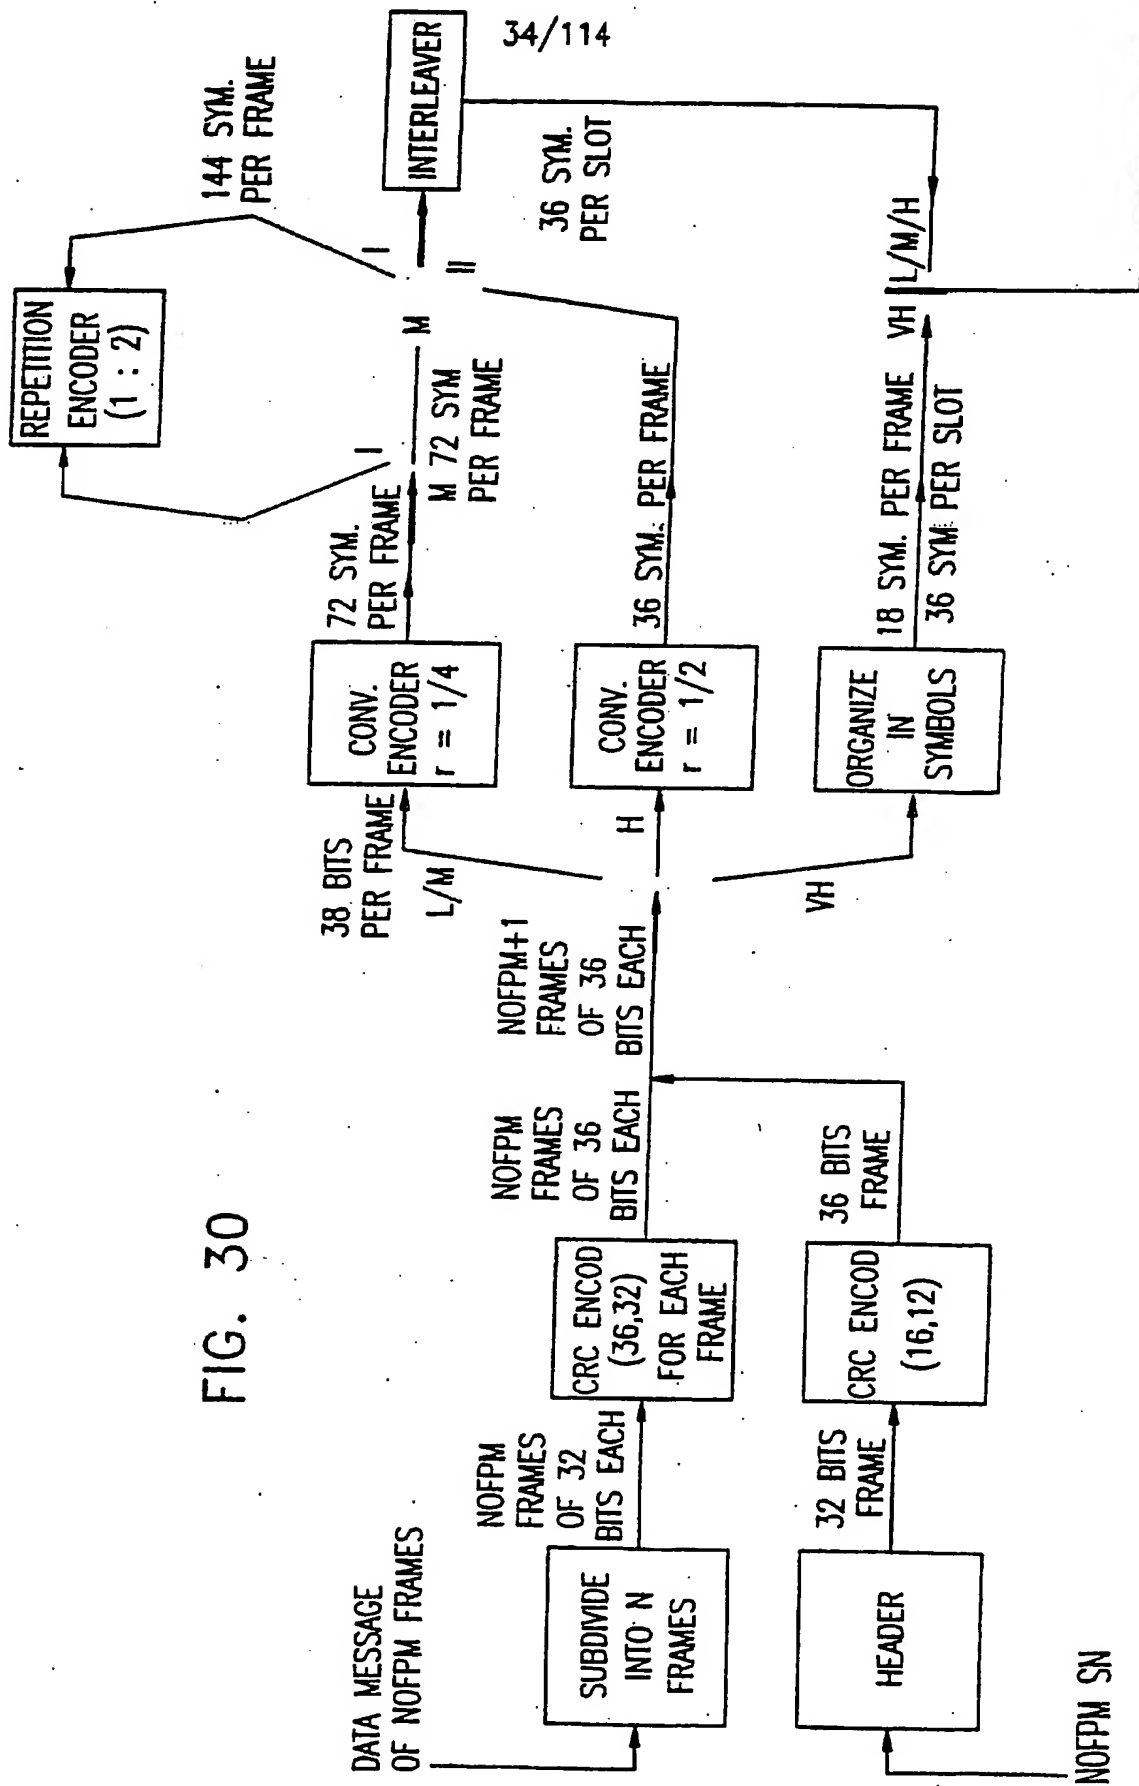 34/114
FIG. 30
DATA MESSAGE
OF NOFPM FRAMES
SUBDIVIDE
INTO N
FRAMES
NOFPM
FRAMES
OF 32
BITS EACH
CRC ENCOD
(36,32)
FOR EACH
FRAME
NOFPM
FRAMES
OF 36
BITS EACH
NOFPM+1
FRAMES
OF 36
BITS EACH
NOFPM SN
HEADER
32 BITS
FRAME
CRC ENCOD
(16,12)
36 BITS
FRAME
L/M
H
VH
38 BITS
PER FRAME
CONV.
ENCODER
r = 1/4
72 SYM.
PER FRAME
I
M 72 SYM
PER FRAME
REPETITION
ENCODER
(1 : 2)
144 SYM.
PER FRAME
I
M
II
INTERLEAVER
36 SYM.
PER SLOT
CONV.
ENCODER
r = 1/2
36 SYM. PER FRAME
ORGANIZE
IN
SYMBOLS
18 SYM. PER FRAME
36 SYM PER SLOT
VH
L/M/H